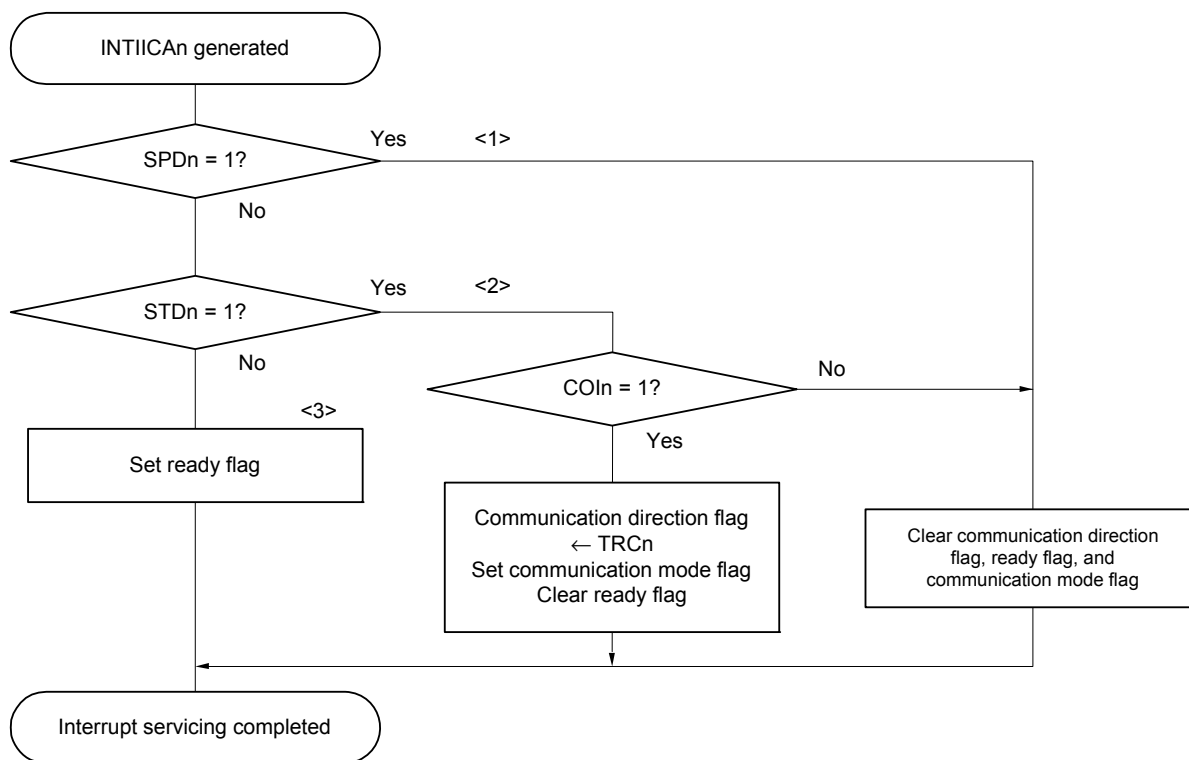 INTIICAn generated
Yes
<1>
SPDn = 1?
No
Yes
<2>
STDn = 1?
No
COIn = 1?
No
<3>
Yes
Set ready flag
Communication direction flag
← TRCn
Set communication mode flag
Clear ready flag
Clear communication direction
flag, ready flag, and
communication mode flag
Interrupt servicing completed